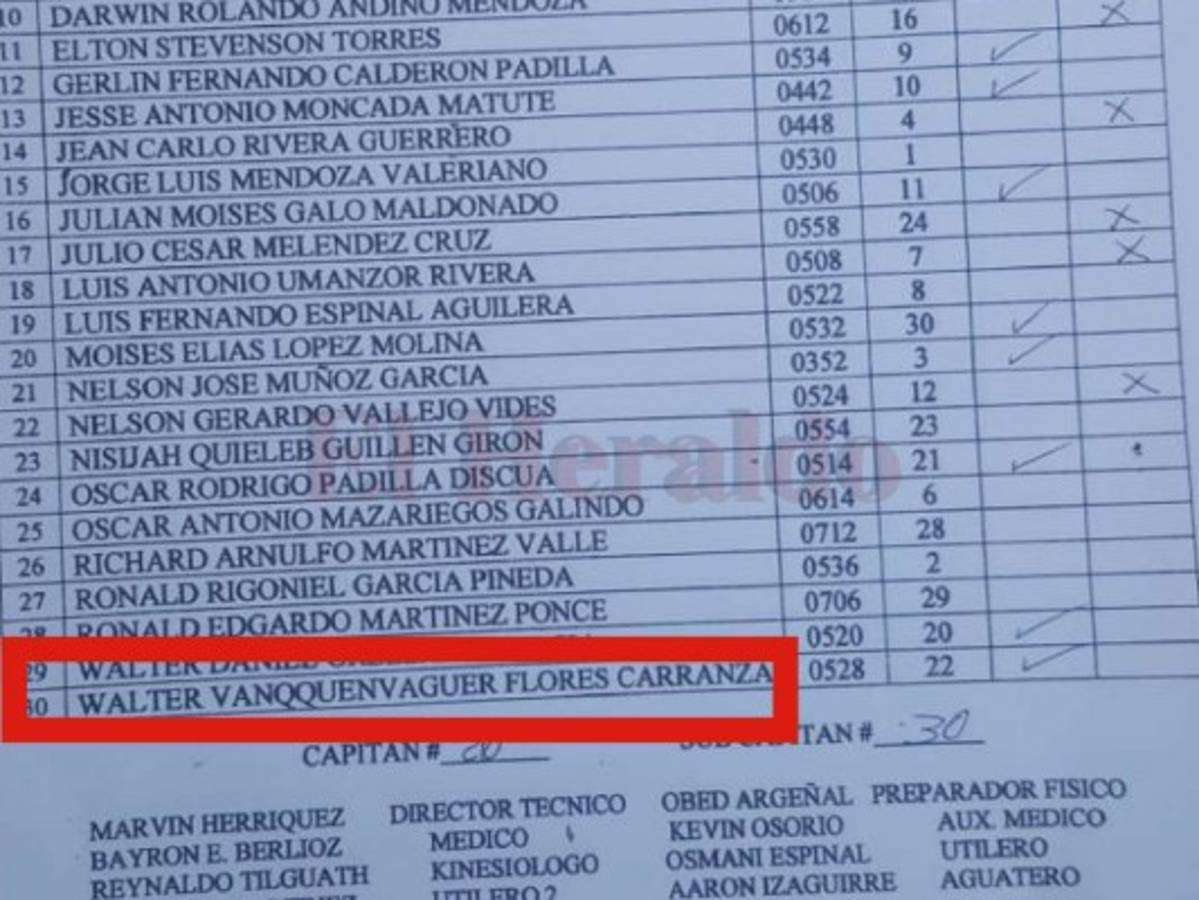 10 DARWIN ROLANDO ANDINO MENDOZA
11 ELTON STEVENSON TORRES 0612 16 X
12 GERLIN FERNANDO CALDERON PADILLA 0534 9 ✓
13 JESSE ANTONIO MONCADA MATUTE 0442 10 ✓
14 JEAN CARLO RIVERA GUERRERO 0448 4 X
15 JORGE LUIS MENDOZA VALERIANO 0530 1
16 JULIAN MOISES GALO MALDONADO 0506 11 ✓
17 JULIO CESAR MELENDEZ CRUZ 0558 24 X
18 LUIS ANTONIO UMANZOR RIVERA 0508 7 X
19 LUIS FERNANDO ESPINAL AGUILERA 0522 8
20 MOISES ELIAS LOPEZ MOLINA 0532 30 ✓
21 NELSON JOSE MUÑOZ GARCIA 0352 3 ✓
22 NELSON GERARDO VALLEJO VIDES 0524 12 X
23 NISIJAH QUIELEB GUILLEN GIRON 0554 23
24 OSCAR RODRIGO PADILLA DISCUA 0514 21 ✓
25 OSCAR ANTONIO MAZARIEGOS GALINDO 0614 6
26 RICHARD ARNULFO MARTINEZ VALLE 0712 28
27 RONALD RIGONIEL GARCIA PINEDA 0536 2
28 RONALD EDGARDO MARTINEZ PONCE 0706 29
29 WALTER DANIEL 0520 20 ✓
30 WALTER VANQQUENVAGUER FLORES CARRANZA 0528 22 ✓
CAPITAN # 20 SUB CAPITAN # 30
MARVIN HERRIQUEZ DIRECTOR TECNICO OBED ARGEÑAL PREPARADOR FISICO
BAYRON E. BERLIOZ MEDICO KEVIN OSORIO AUX. MEDICO
REYNALDO TILGUATH KINESIOLOGO OSMANI ESPINAL UTILERO
UTILERO 2 AARON IZAGUIRRE AGUATERO
El Heraldo